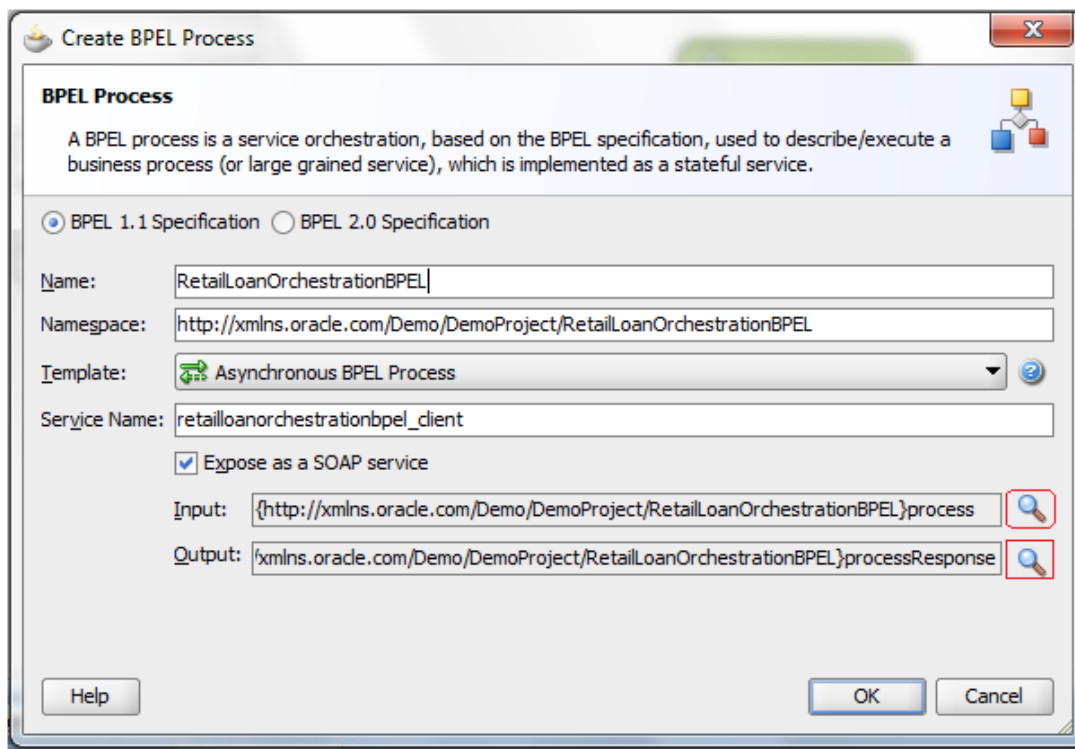 Create BPEL Process
BPEL Process
A BPEL process is a service orchestration, based on the BPEL specification, used to describe/execute a
business process (or large grained service), which is implemented as a stateful service.
BPEL 1.1 Specification BPEL 2.0 Specification
Name: RetailLoanOrchestrationBPEL
Namespace: http://xmlns.oracle.com/Demo/DemoProject/RetailLoanOrchestrationBPEL
Template: Asynchronous BPEL Process
Service Name: retailloanorchestrationbpel_client
Expose as a SOAP service
Input: {http://xmlns.oracle.com/Demo/DemoProject/RetailLoanOrchestrationBPEL}process
Output: /xmlns.oracle.com/Demo/DemoProject/RetailLoanOrchestrationBPEL}processResponse
Help OK Cancel